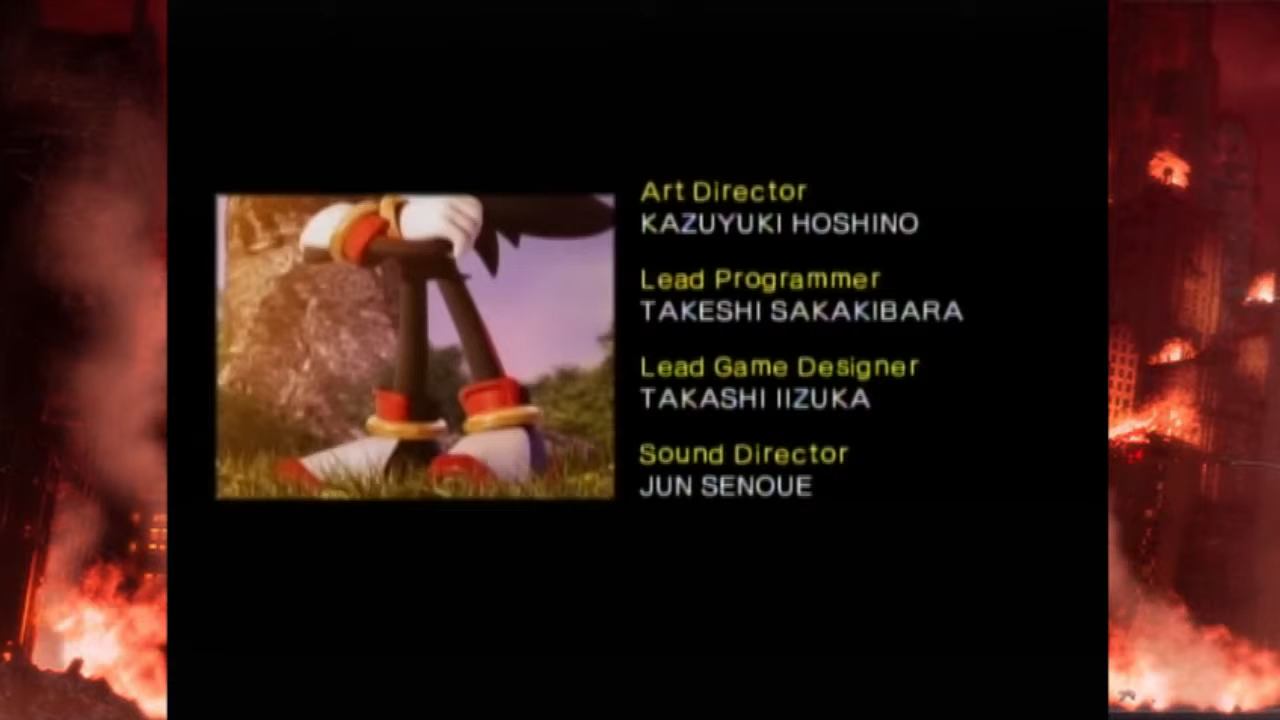 Art Director
KAZUYUKI HOSHINO
Lead Programmer
TAKESHI SAKAKIBARA
Lead Game Designer
TAKASHI IIZUKA
Sound Director
JUN SENOUE